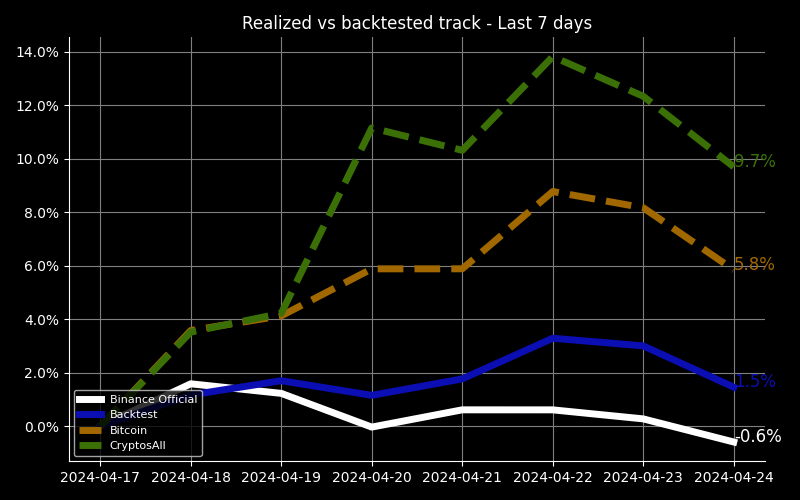 Realized vs backtested track - Last 7 days
14.0%
12.0%
10.0%
8.0%
6.0%
4.0%
2.0%
0.0%
9.7%
5.8%
1.5%
-0.6%
Binance Official
Backtest
Bitcoin
CryptosAll
2024-04-17 2024-04-18 2024-04-19 2024-04-20 2024-04-21 2024-04-22 2024-04-23 2024-04-24